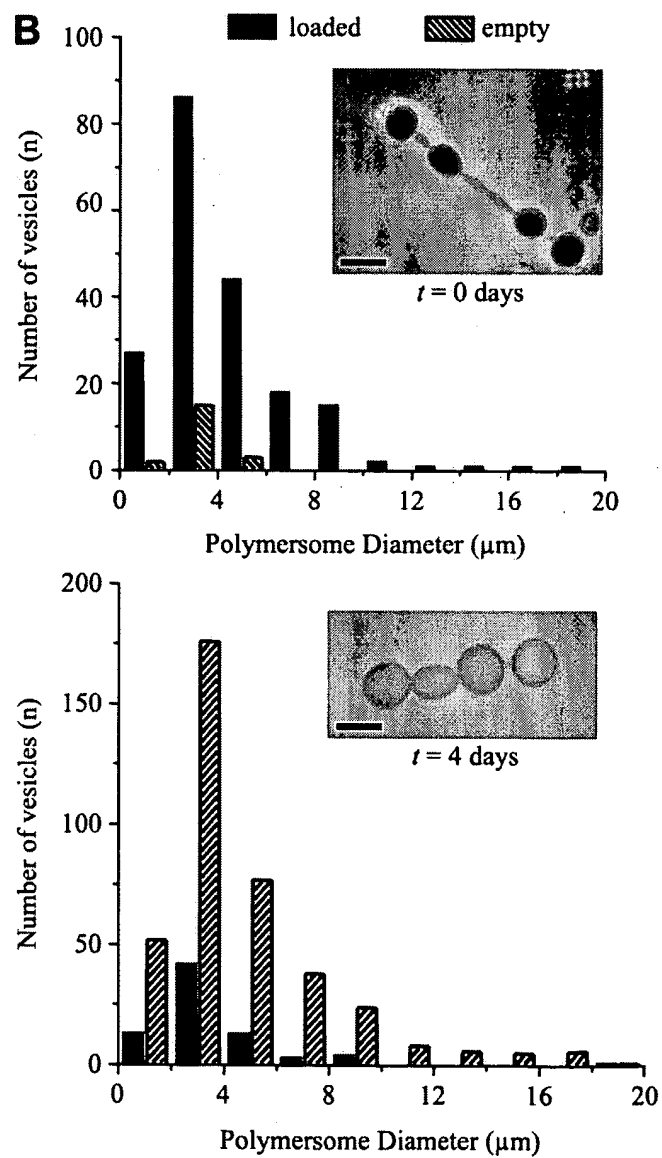 B
loaded
empty
100
80
60
40
20
0
Number of vesicles (n)
t = 0 days
0
4
8
12
16
20
Polymersome Diameter (µm)
200
150
100
50
0
Number of vesicles (n)
t = 4 days
0
4
8
12
16
20
Polymersome Diameter (µm)